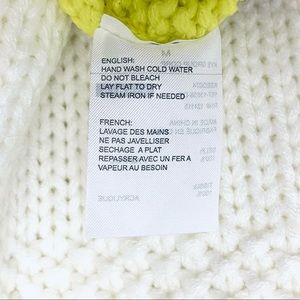 ENGLISH:
HAND WASH COLD WATER
DO NOT BLEACH
LAY FLAT TO DRY
STEAM IRON IF NEEDED
FRENCH:
LAVAGE DES MAINS
NE PAS JAVELLISER
SECHAGE A PLAT
REPASSER AVEC UN FER A
VAPEUR AU BESOIN